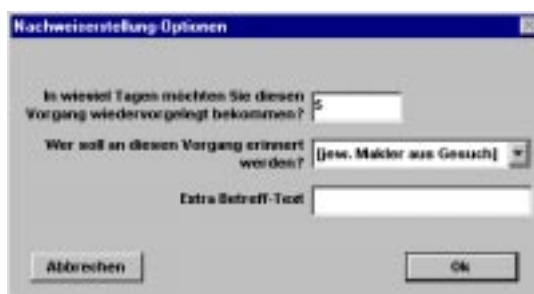 Nachweiserstellung-Optionen
In wieviel Tagen möchten Sie diesen
Vorgang wiedervorgelegt bekommen?
5
Wer soll an diesen Vorgang erinnert
werden?
[jew. Makler aus Gesuch]
Extra Betreff-Text
Abbrechen
Ok